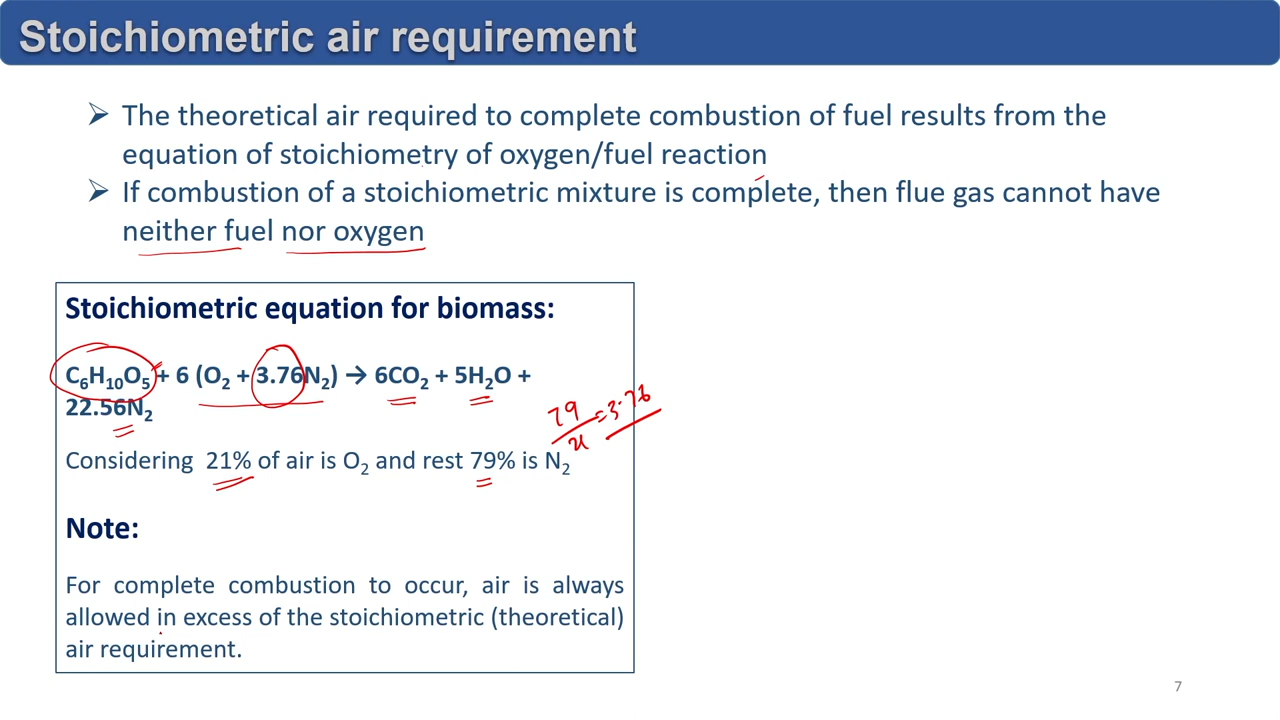 Stoichiometric air requirement
➢ The theoretical air required to complete combustion of fuel results from the
equation of stoichiometry of oxygen/fuel reaction
➢ If combustion of a stoichiometric mixture is complete, then flue gas cannot have
neither fuel nor oxygen
Stoichiometric equation for biomass:
C₆H₁₀O₅ + 6 (O₂ + 3.76N₂) → 6CO₂ + 5H₂O +
22.56N₂
79/21 = 3.76
Considering 21% of air is O₂ and rest 79% is N₂
Note:
For complete combustion to occur, air is always
allowed in excess of the stoichiometric (theoretical)
air requirement.
7